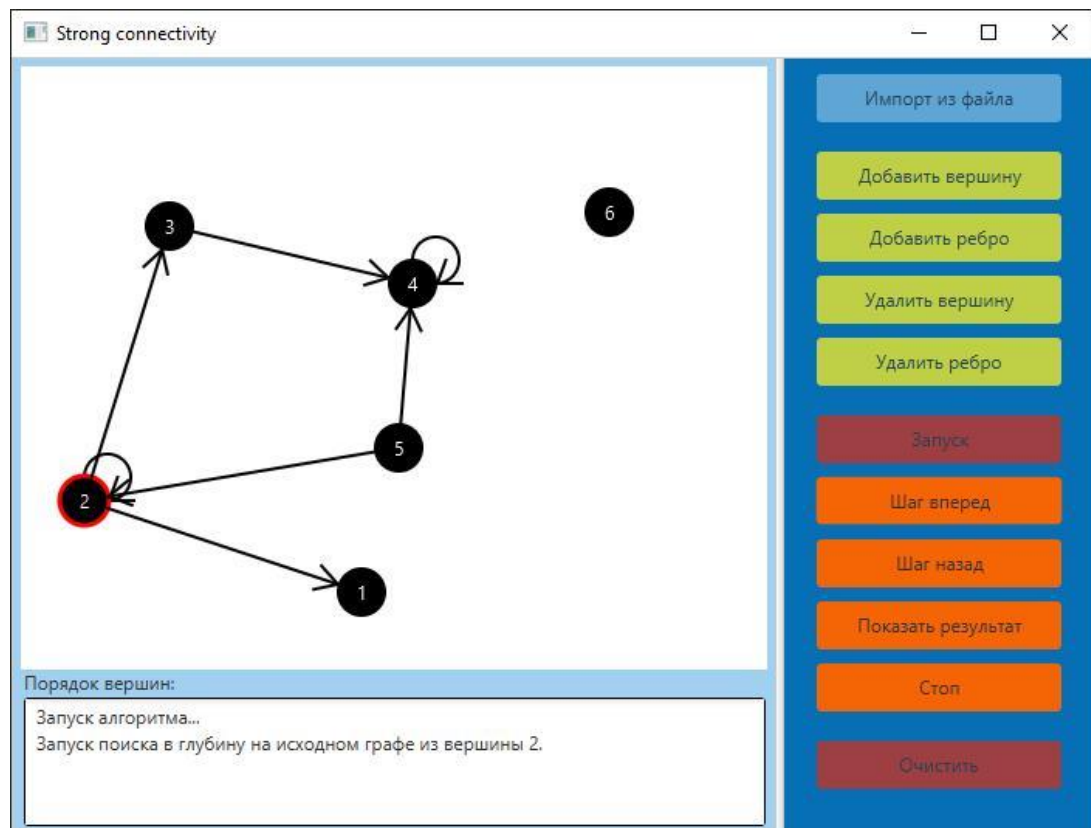 Strong connectivity
3
6
4
5
2
1
Порядок вершин:
Запуск алгоритма...
Запуск поиска в глубину на исходном графе из вершины 2.
Импорт из файла
Добавить вершину
Добавить ребро
Удалить вершину
Удалить ребро
Запуск
Шаг вперед
Шаг назад
Показать результат
Стоп
Очистить